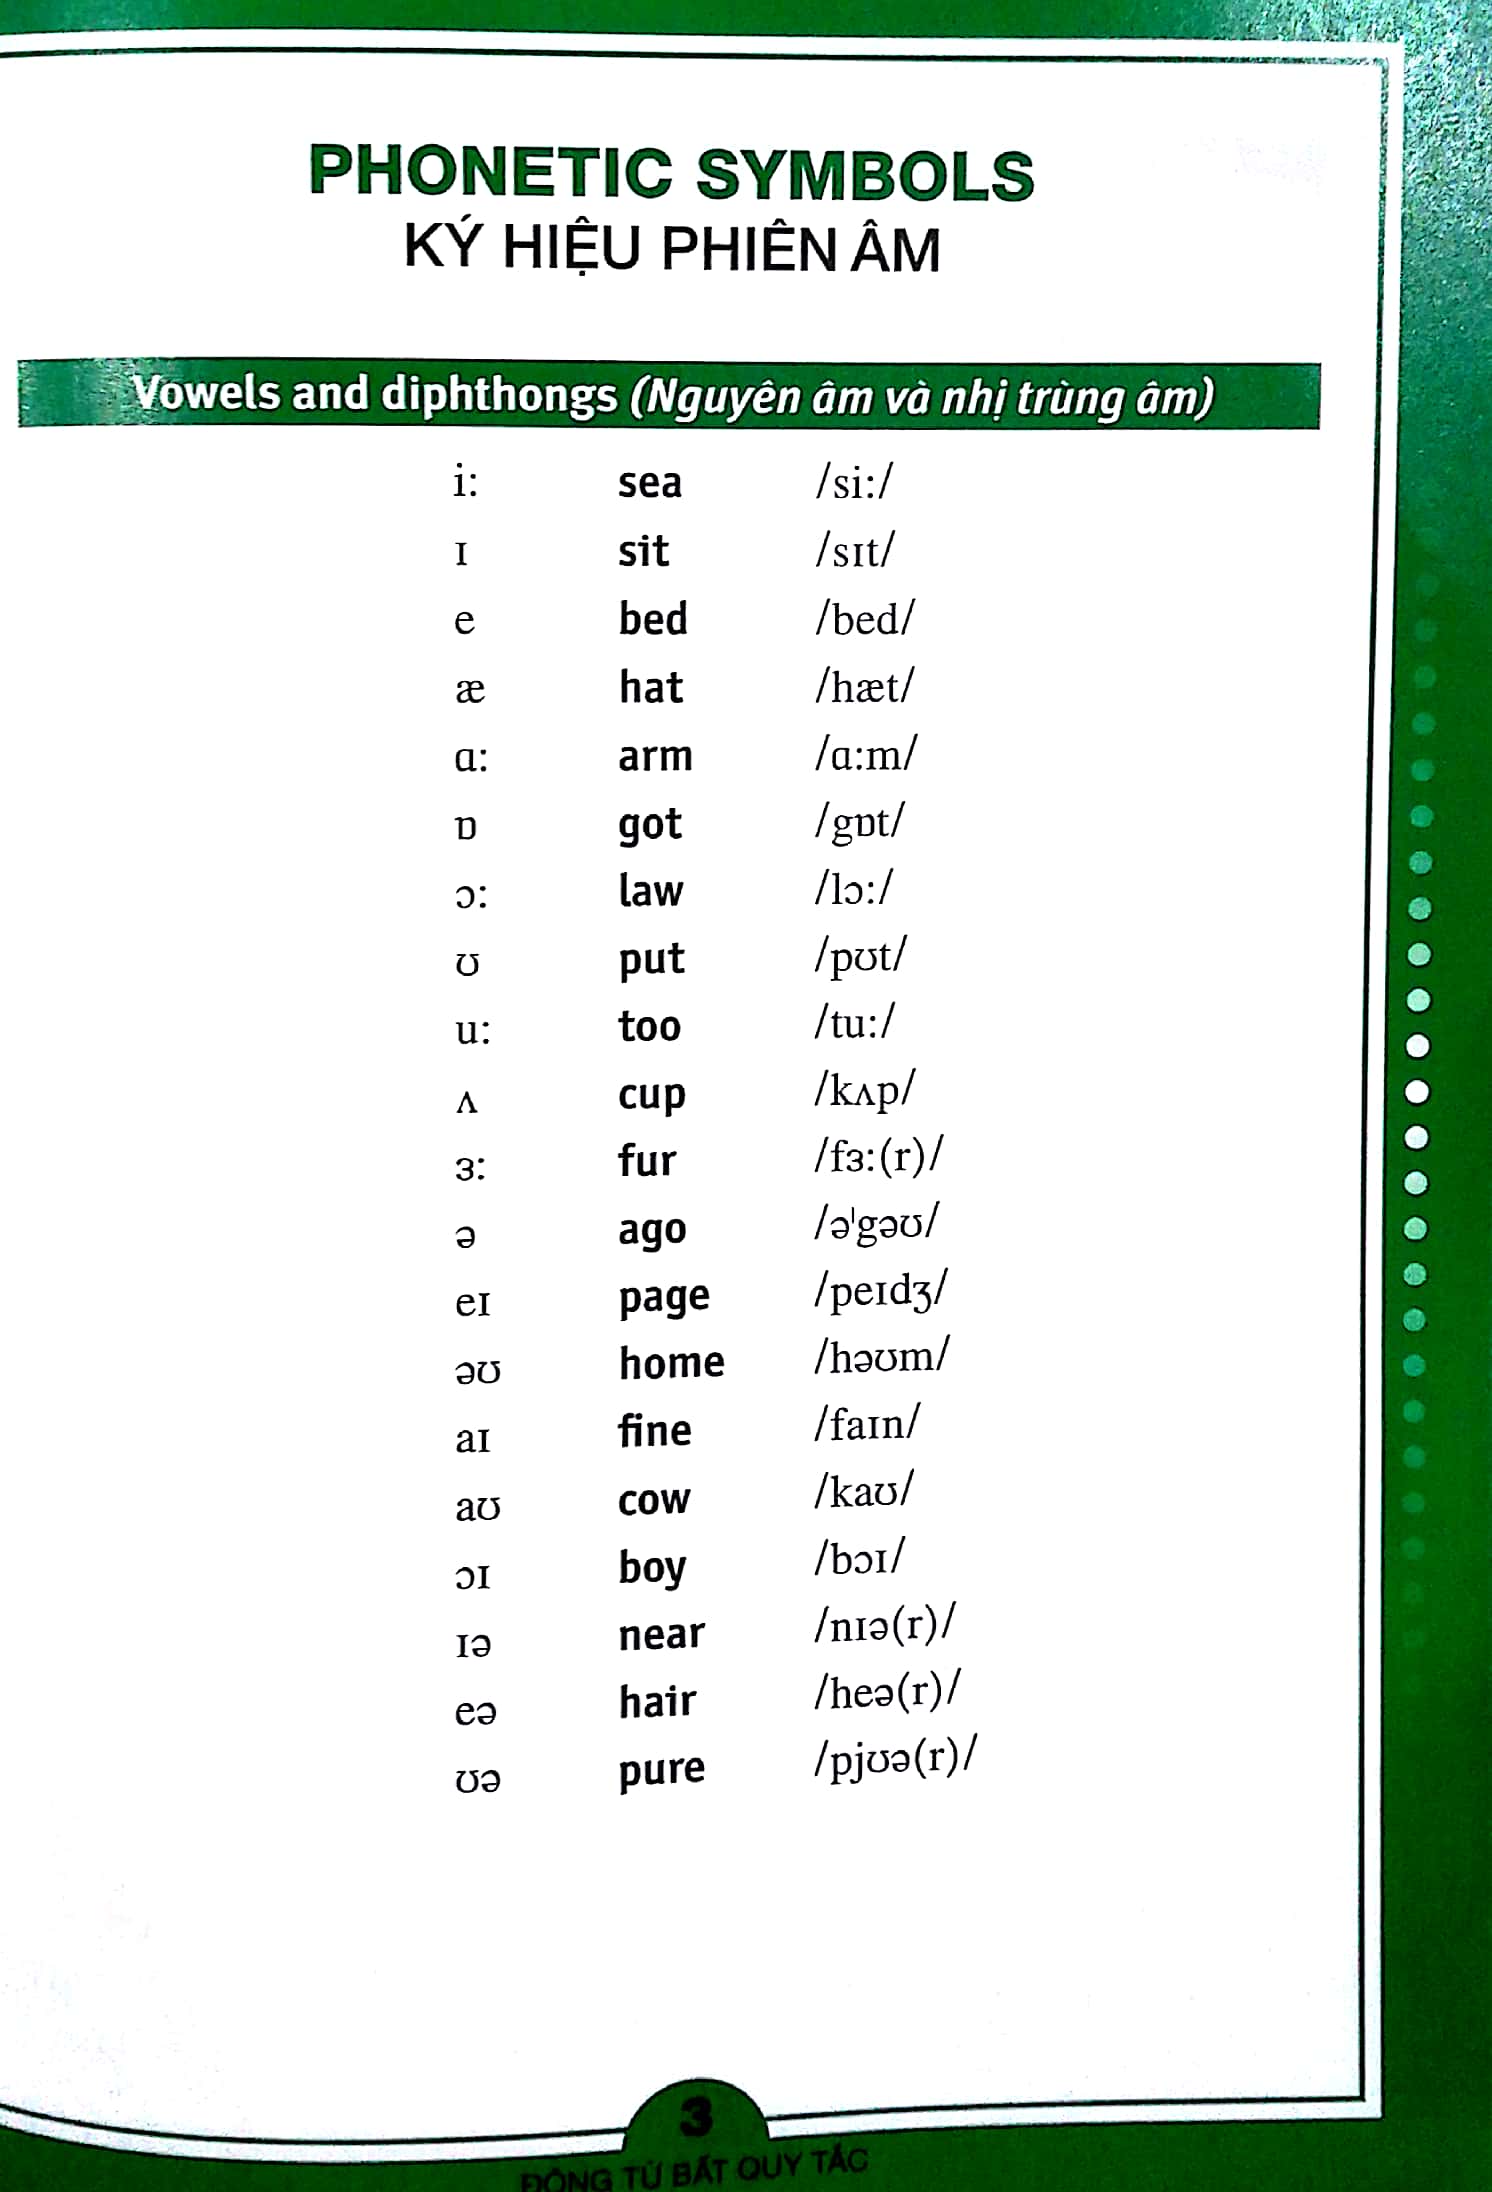 PHONETIC SYMBOLS
KÝ HIỆU PHIÊN ÂM
Vowels and diphthongs (Nguyên âm và nhị trùng âm)
i: sea /si:/
ɪ sit /sɪt/
e bed /bed/
æ hat /hæt/
ɑ: arm /ɑ:m/
ɒ got /gɒt/
ɔ: law /lɔ:/
ʊ put /pʊt/
u: too /tu:/
ʌ cup /kʌp/
ɜ: fur /fɜ:(r)/
ə ago /əˈgəʊ/
eɪ page /peɪdʒ/
əʊ home /həʊm/
aɪ fine /faɪn/
aʊ cow /kaʊ/
ɔɪ boy /bɔɪ/
ɪə near /nɪə(r)/
eə hair /heə(r)/
ʊə pure /pjʊə(r)/
3
ĐỘNG TỪ BẤT QUY TẮC